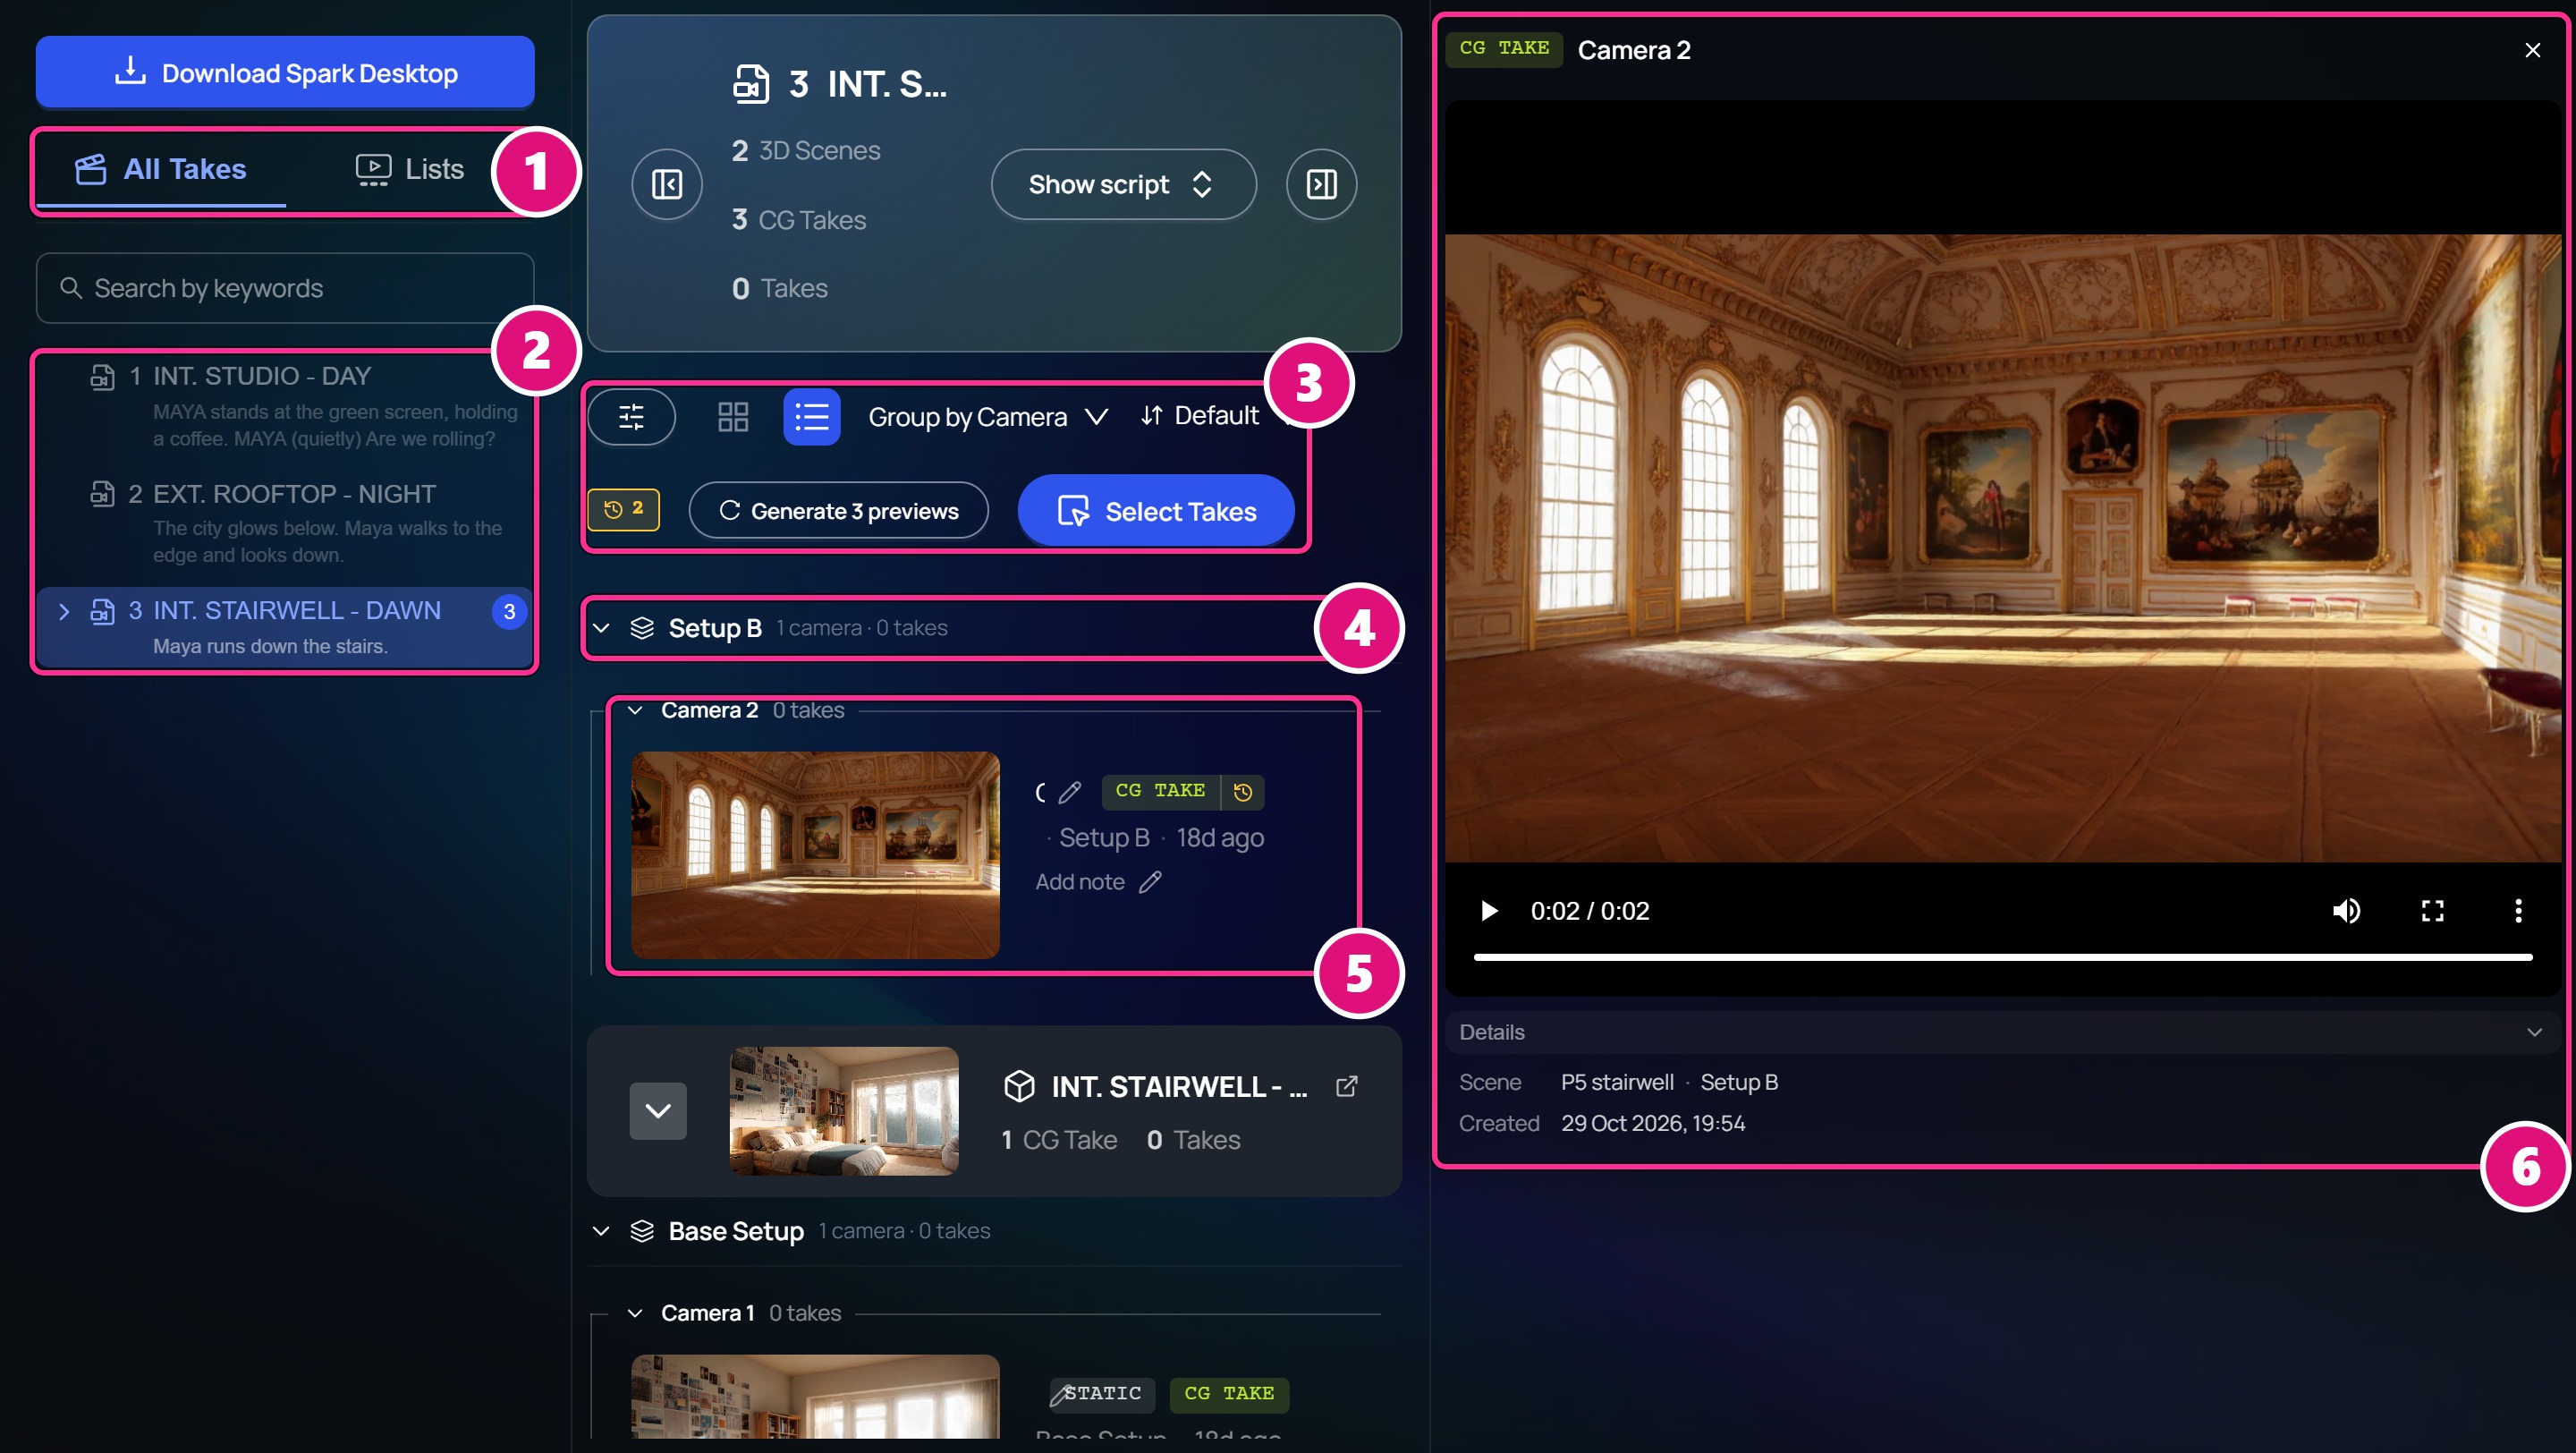 Download Spark Desktop
All Takes
Lists
1
Search by keywords
2
1 INT. STUDIO - DAY
MAYA stands at the green screen, holding
a coffee. MAYA (quietly) Are we rolling?
2 EXT. ROOFTOP - NIGHT
The city glows below. Maya walks to the
edge and looks down.
3 INT. STAIRWELL - DAWN
3
Maya runs down the stairs.
3 INT. S...
2 3D Scenes
3 CG Takes
0 Takes
Show script
3
Group by Camera
Default
2
Generate 3 previews
Select Takes
Setup B 1 camera · 0 takes
4
Camera 2 0 takes
CG TAKE
· Setup B · 18d ago
Add note
5
INT. STAIRWELL - ...
1 CG Take 0 Takes
Base Setup 1 camera · 0 takes
Camera 1 0 takes
STATIC CG TAKE
Base Setup 18d ago
CG TAKE Camera 2
0:02 / 0:02
Details
Scene P5 stairwell · Setup B
Created 29 Oct 2026, 19:54
6